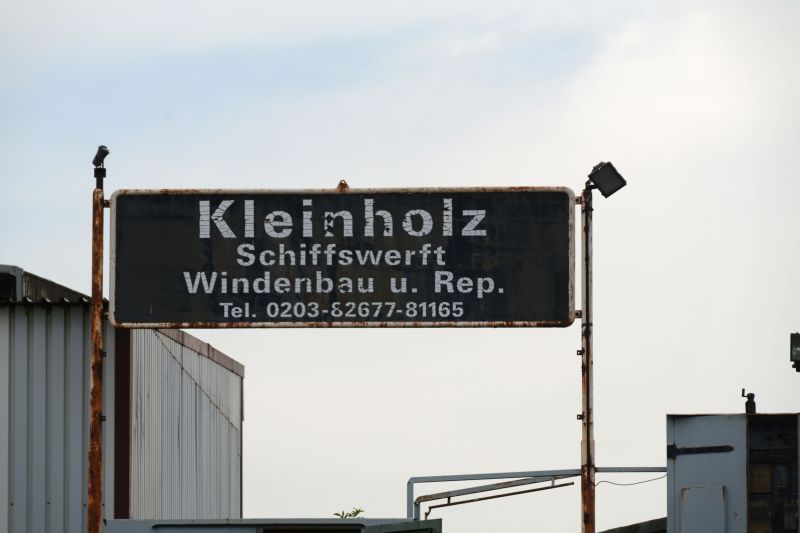 Kleinholz
Schiffswerft
Windenbau u. Rep.
Tel. 0203-82677-81165